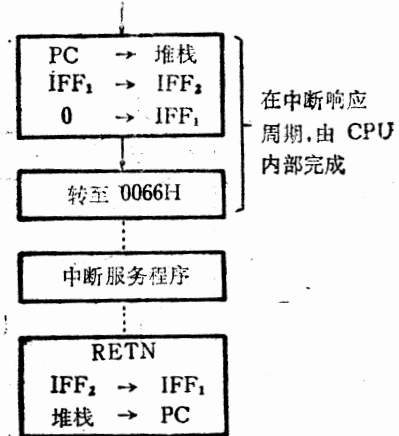 PC → 堆栈
IFF₁ → IFF₂
0 → IFF₁
在中断响应
周期,由 CPU
内部完成
转至 0066H
中断服务程序
RETN
IFF₂ → IFF₁
堆栈 → PC